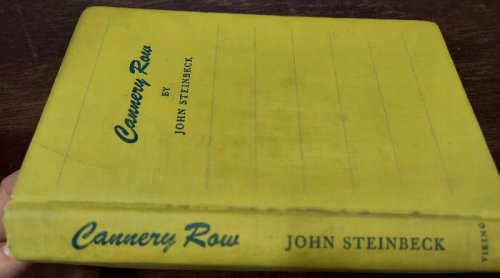 Cannery Row
BY
JOHN STEINBECK
Cannery Row JOHN STEINBECK VIKING